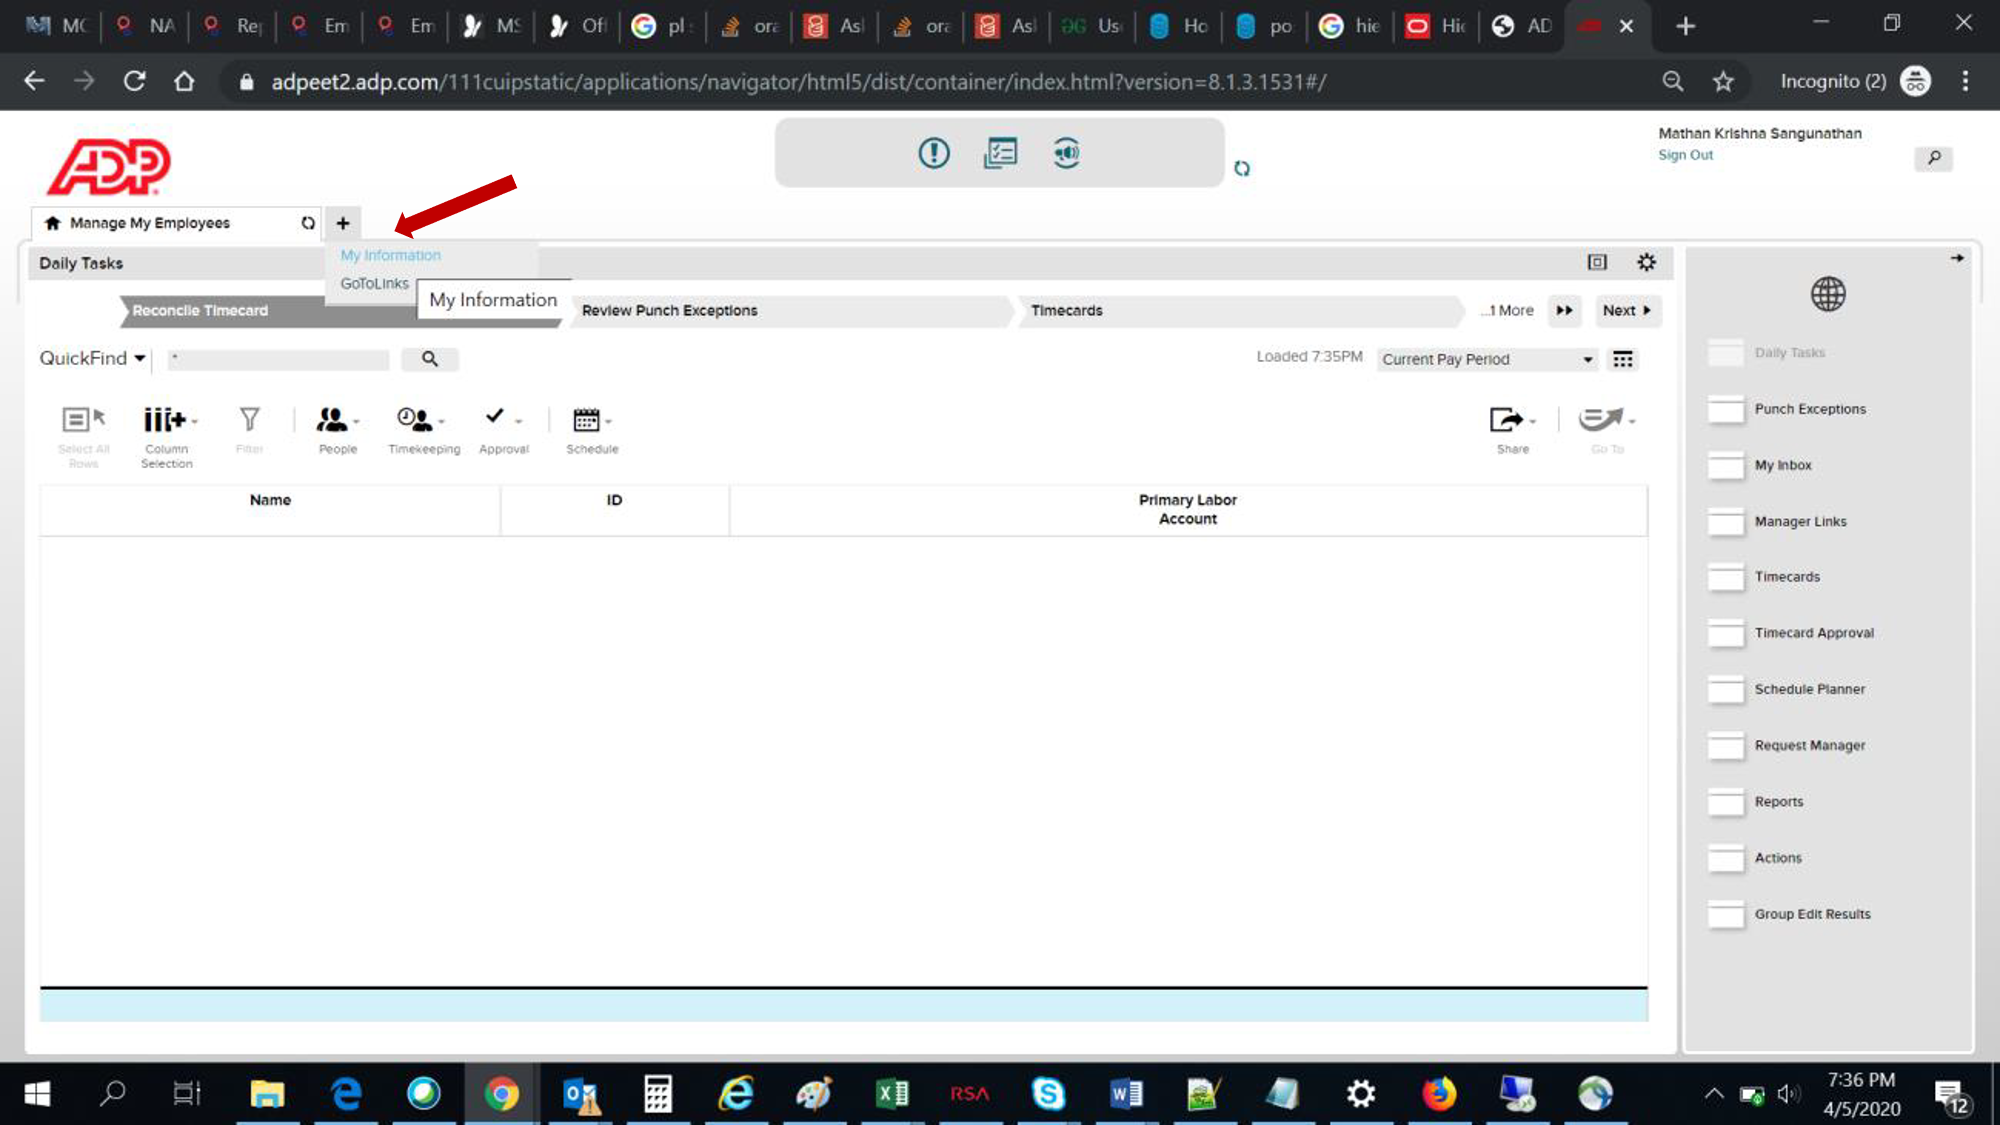 MC NA Re Em Em MS Of pl s ora As ora As Us Ho po hie Hie AD
adpeet2.adp.com/111cuipstatic/applications/navigator/html5/dist/container/index.html?version=8.1.3.1531#/
Incognito (2)
ADP
Mathan Krishna Sangunathan
Sign Out
Manage My Employees
My Information
GoToLinks
My Information
Daily Tasks
Reconcile Timecard
Review Punch Exceptions
Timecards
...1 More
Next
QuickFind
*
Loaded 7:35PM
Current Pay Period
Select All
Rows
Column
Selection
Filter
People
Timekeeping
Approval
Schedule
Share
Go To
Name
ID
Primary Labor
Account
Daily Tasks
Punch Exceptions
My Inbox
Manager Links
Timecards
Timecard Approval
Schedule Planner
Request Manager
Reports
Actions
Group Edit Results
RSA
7:36 PM
4/5/2020
12